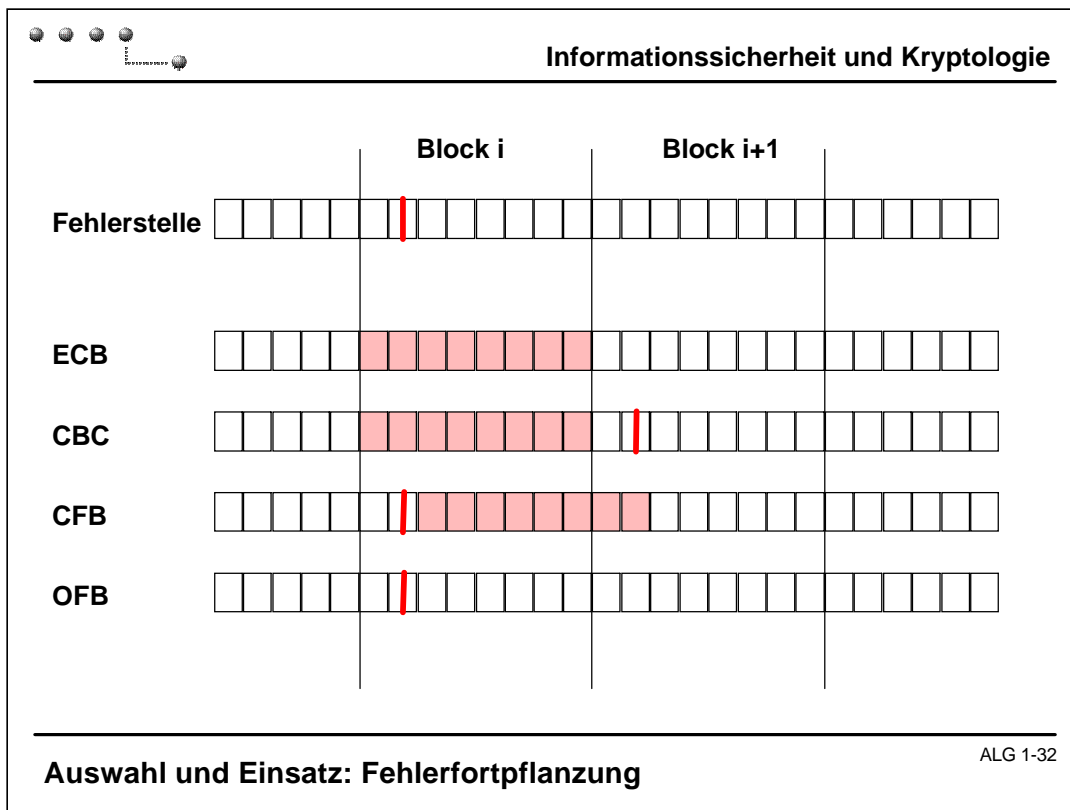 Informationssicherheit und Kryptologie
Block i Block i+1
Fehlerstelle
ECB
CBC
CFB
OFB
Auswahl und Einsatz: Fehlerfortpflanzung
ALG 1-32